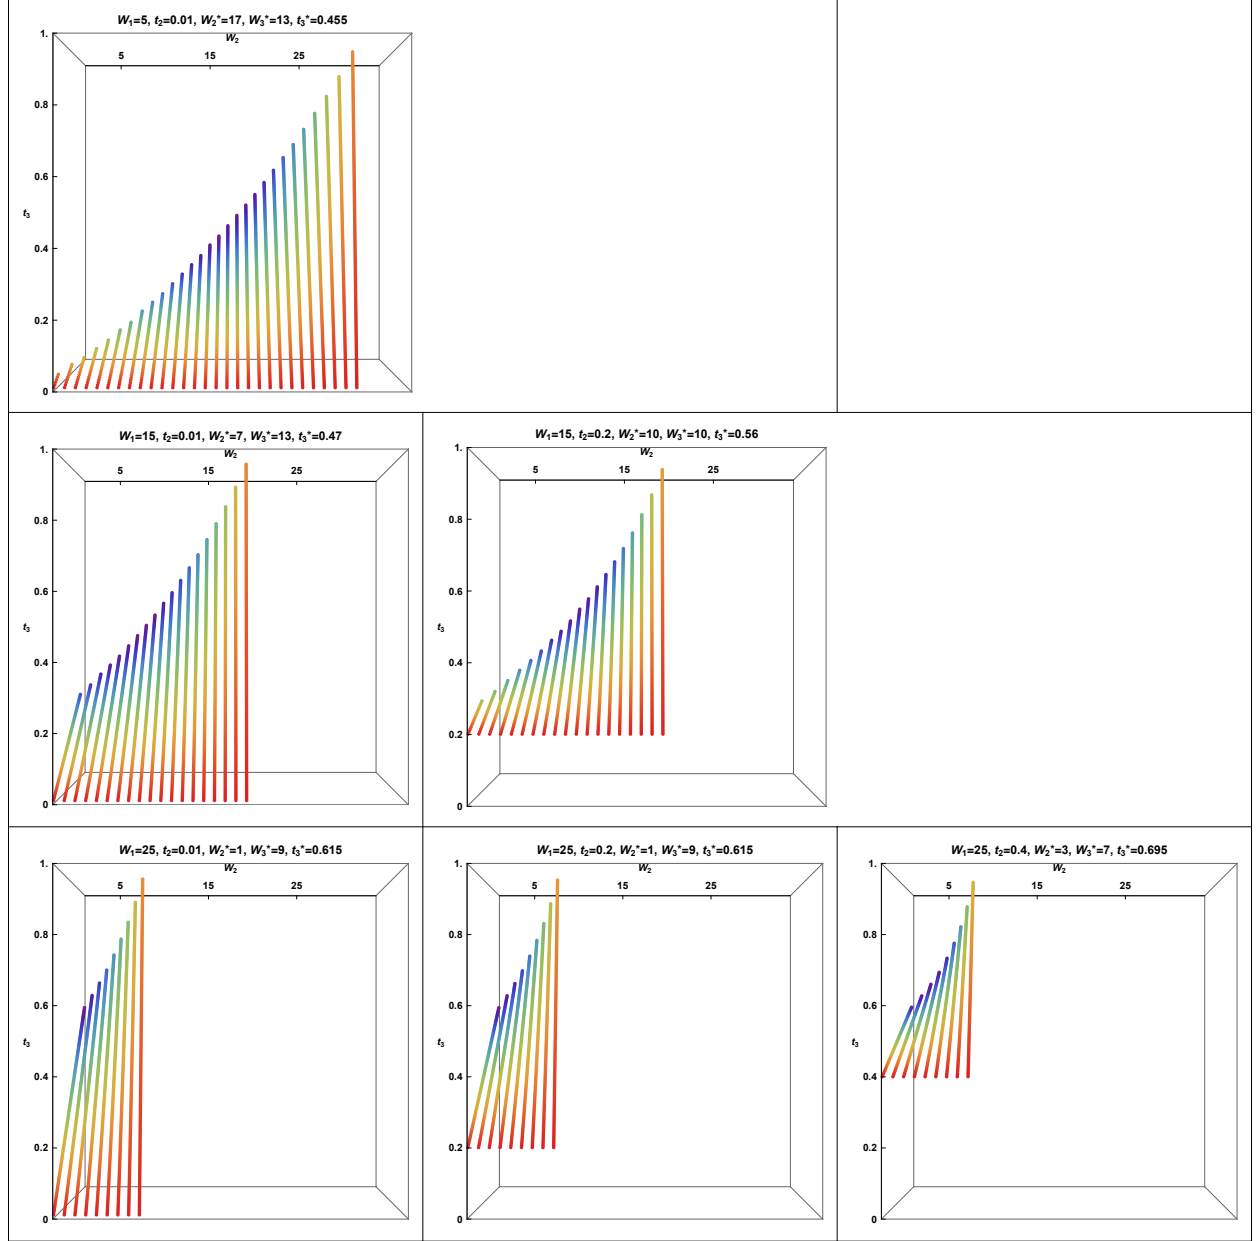 W₁=5, t₂=0.01, W₂*=17, W₃*=13, t₃*=0.455
1.
W₂
5 15 25
0.8
0.6
t₃
0.4
0.2
0
W₁=15, t₂=0.01, W₂*=7, W₃*=13, t₃*=0.47
1.
W₂
5 15 25
0.8
0.6
t₃
0.4
0.2
0
W₁=15, t₂=0.2, W₂*=10, W₃*=10, t₃*=0.56
1.
W₂
5 15 25
0.8
0.6
t₃
0.4
0.2
0
W₁=25, t₂=0.01, W₂*=1, W₃*=9, t₃*=0.615
1.
W₂
5 15 25
0.8
0.6
t₃
0.4
0.2
0
W₁=25, t₂=0.2, W₂*=1, W₃*=9, t₃*=0.615
1.
W₂
5 15 25
0.8
0.6
t₃
0.4
0.2
0
W₁=25, t₂=0.4, W₂*=3, W₃*=7, t₃*=0.695
1.
W₂
5 15 25
0.8
0.6
t₃
0.4
0.2
0